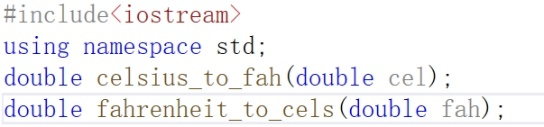 #include<iostream>
using namespace std;
double celsius_to_fah(double cel);
double fahrenheit_to_cels(double fah);